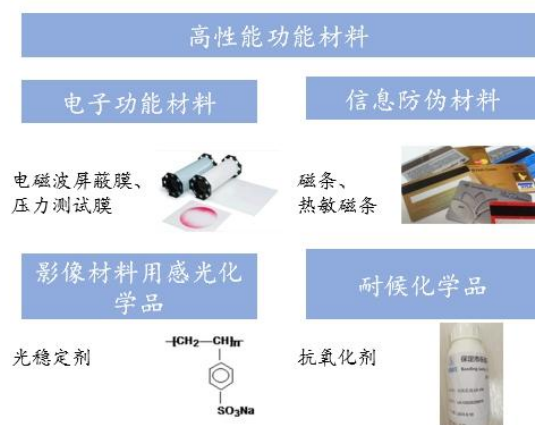 高性能功能材料
电子功能材料
信息防伪材料
电磁波屏蔽膜、
压力测试膜
磁条、
热敏磁条
影像材料用感光化
学品
耐候化学品
光稳定剂
-[CH2—CH]n-
SO3Na
抗氧化剂